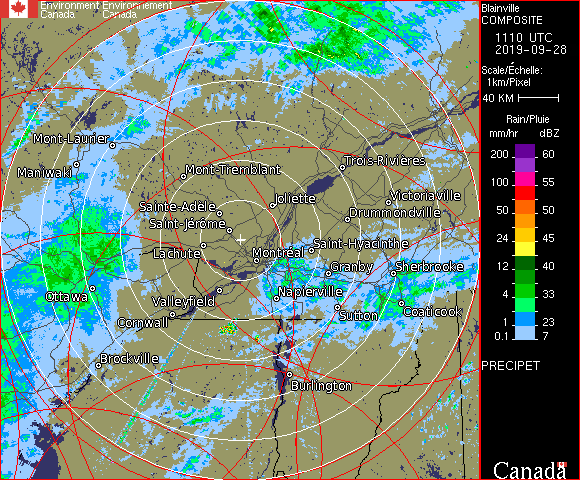 Environment Environnement
Canada Canada
Blainville
COMPOSITE
1110 UTC
2019-09-28
Scale/Échelle:
1km/Pixel
40 KM
Rain/Pluie
mm/hr dBZ
200 60
100 55
50 50
24 45
12 40
4 33
1 23
0.1 7
PRECIPET
Canada
Mont-Laurier
Maniwaki
Mont-Tremblant
Trois-Rivières
Sainte-Adèle
Joliette
Victoriaville
Drummondville
Saint-Jérôme
Lachute
Montréal
Saint-Hyacinthe
Granby
Sherbrooke
Ottawa
Valleyfield
Napierville
Cornwall
Sutton
Coaticook
Brockville
Burlington